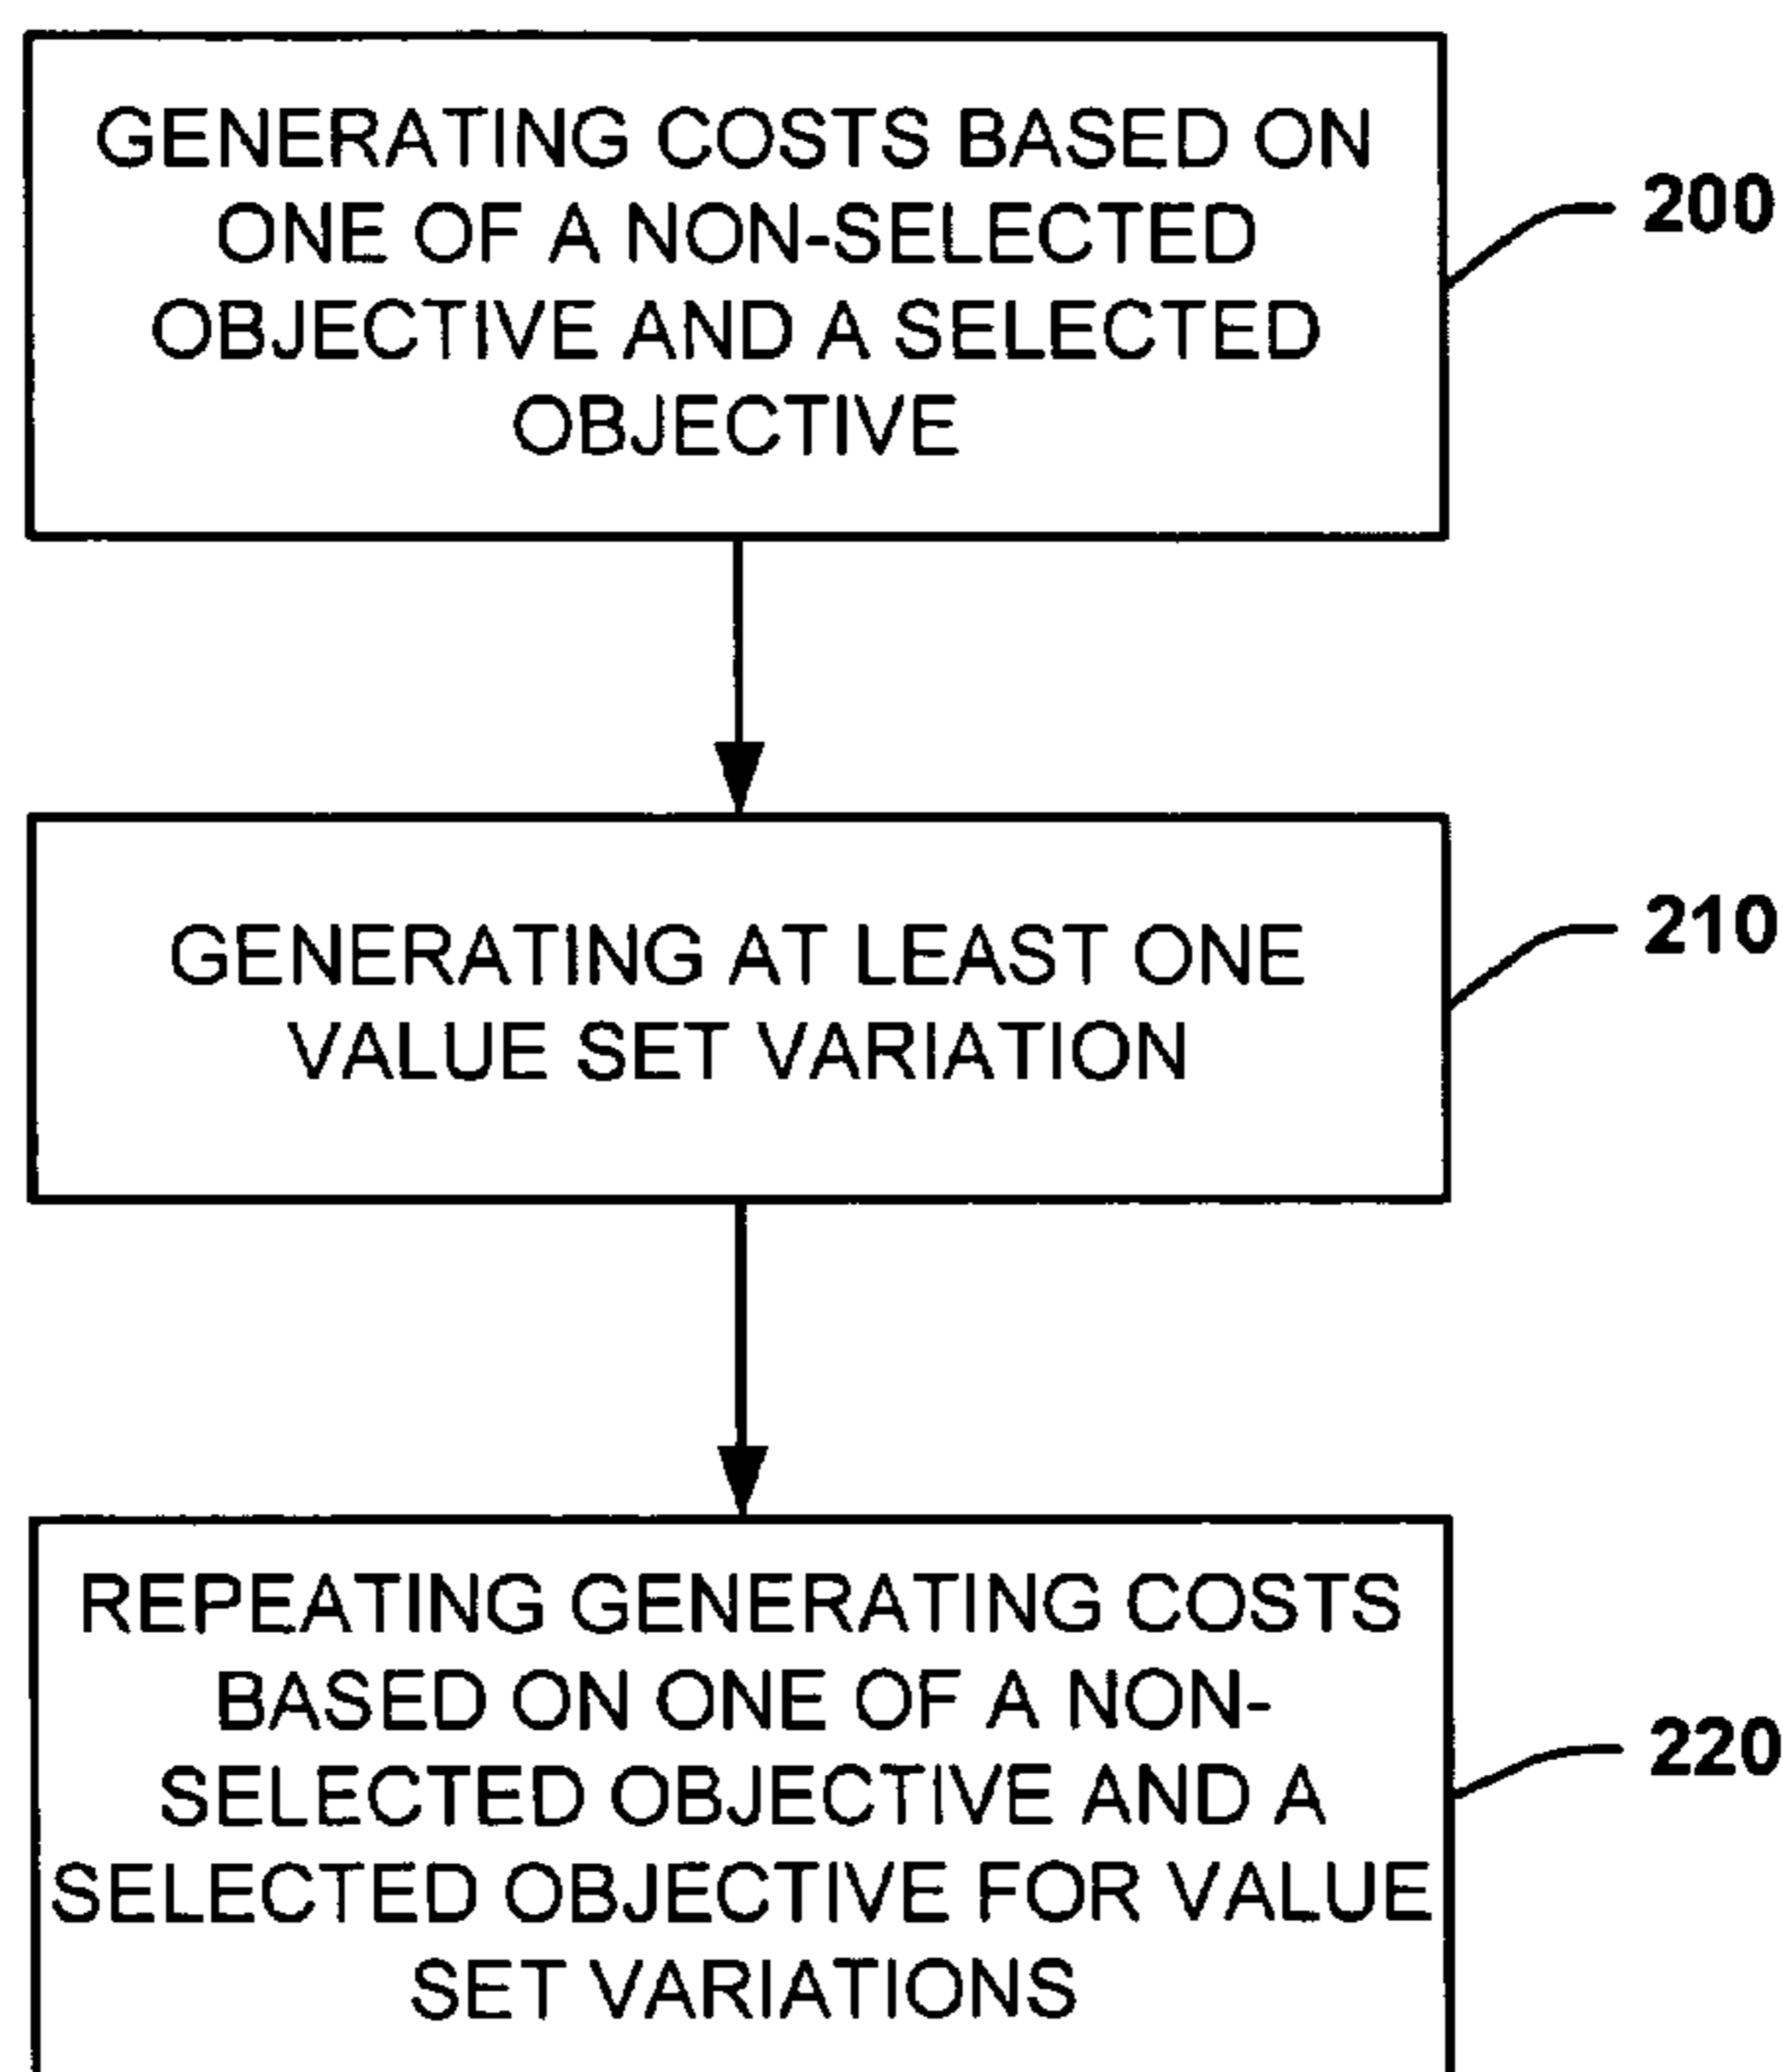 GENERATING COSTS BASED ON
ONE OF A NON-SELECTED
OBJECTIVE AND A SELECTED
OBJECTIVE
200
GENERATING AT LEAST ONE
VALUE SET VARIATION
210
REPEATING GENERATING COSTS
BASED ON ONE OF A NON-
SELECTED OBJECTIVE AND A
SELECTED OBJECTIVE FOR VALUE
SET VARIATIONS
220